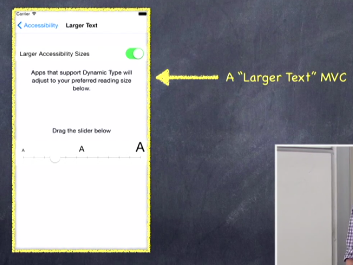 Carrier
Accessibility Larger Text
Larger Accessibility Sizes
Apps that support Dynamic Type will
adjust to your preferred reading size
below.
A "Larger Text" MVC
Drag the slider below
A A A